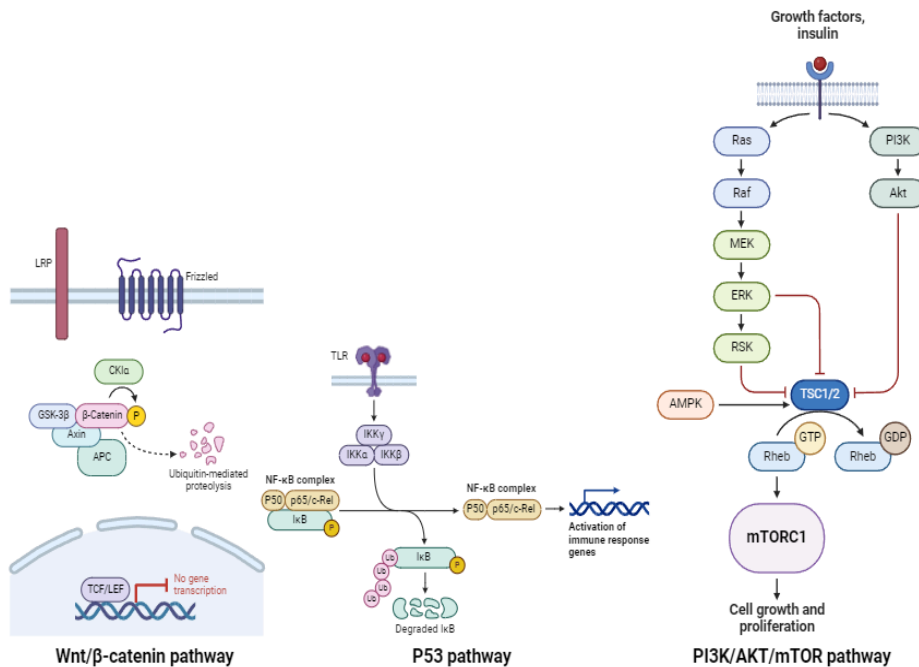 LRP
Frizzled
CKIα
GSK-3β
β-Catenin
P
Axin
APC
Ubiquitin-mediated
proteolysis
TCF/LEF
No gene
transcription
Wnt/β-catenin pathway
TLR
IKKγ
IKKα
IKKβ
NF-κB complex
P50
p65/c-Rel
IκB
P
NF-κB complex
P50
p65/c-Rel
Activation of
immune response
genes
Ub
Ub
Ub
Ub
IκB
P
Degraded IκB
P53 pathway
Growth factors,
insulin
Ras
PI3K
Raf
Akt
MEK
ERK
RSK
AMPK
TSC1/2
GTP
GDP
Rheb
Rheb
mTORC1
Cell growth and
proliferation
PI3K/AKT/mTOR pathway